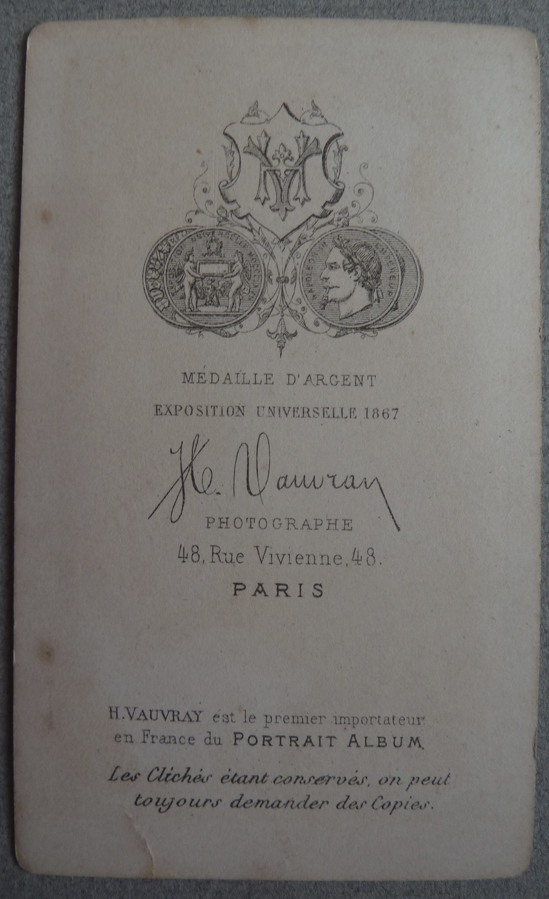 MÉDAILLE D'ARGENT
EXPOSITION UNIVERSELLE 1867
H. Vauvray
PHOTOGRAPHE
48, Rue Vivienne, 48.
PARIS
H. VAUVRAY est le premier importateur
en France du PORTRAIT ALBUM.
Les Clichés étant conservés, on peut
toujours demander des Copies.